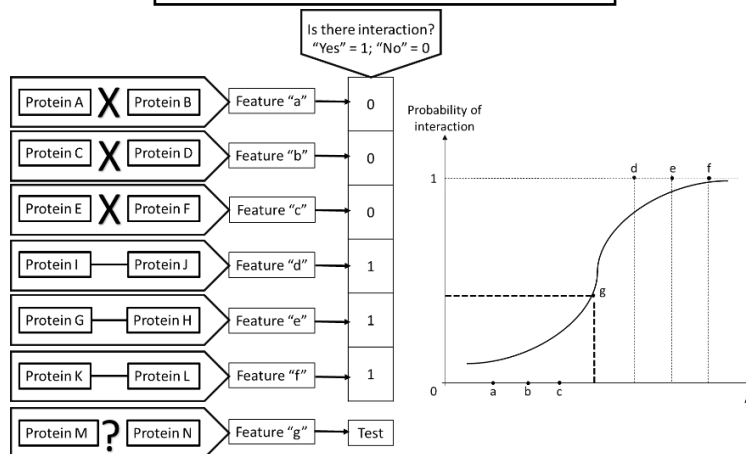 Is there interaction?
"Yes" = 1; "No" = 0
Protein A X Protein B Feature "a" 0
Protein C X Protein D Feature "b" 0
Protein E X Protein F Feature "c" 0
Protein I Protein J Feature "d" 1
Protein G Protein H Feature "e" 1
Protein K Protein L Feature "f" 1
Protein M ? Protein N Feature "g" Test
Probability of
interaction
d e f
1
g
0
a b c